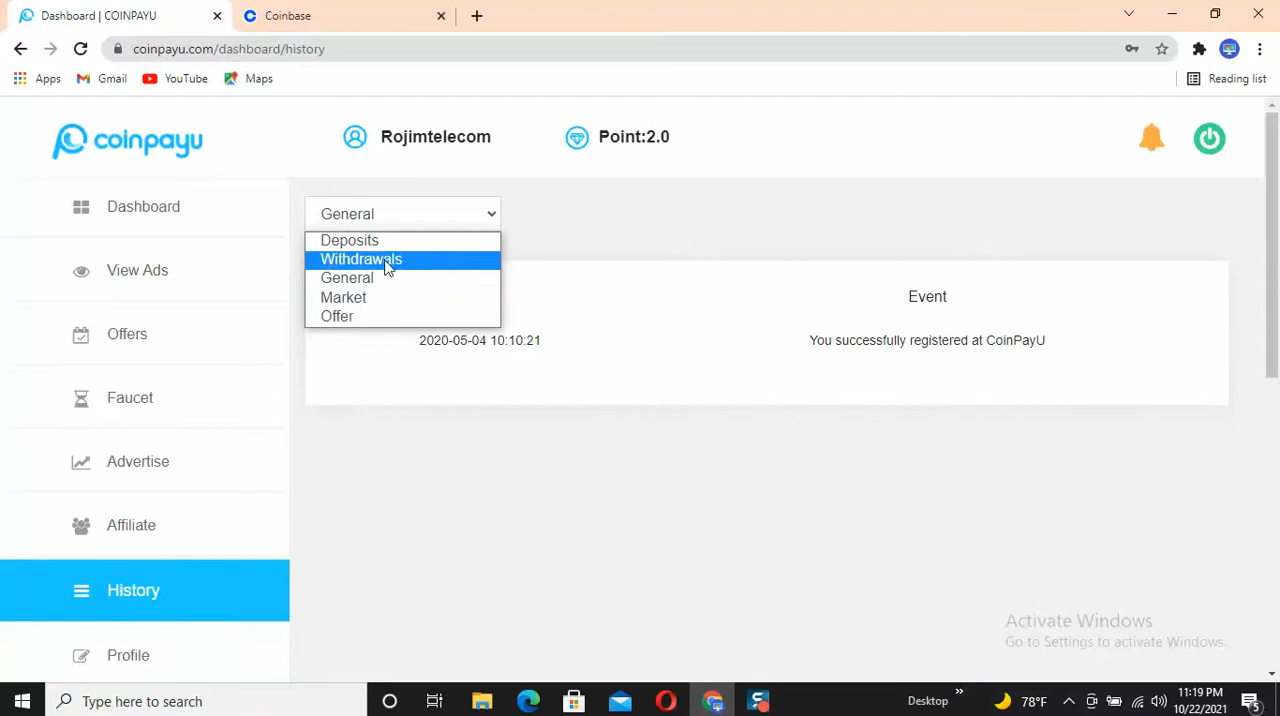 Dashboard | COINPAYU
Coinbase
coinpayu.com/dashboard/history
Apps
Gmail
YouTube
Maps
Reading list
coinpayu
Rojimtelecom
Point:2.0
Dashboard
View Ads
Offers
Faucet
Advertise
Affiliate
History
Profile
General
Deposits
Withdrawals
General
Market
Offer
Event
2020-05-04 10:10:21
You successfully registered at CoinPayU
Activate Windows
Go to Settings to activate Windows.
Type here to search
Desktop
78°F
11:19 PM
10/22/2021
5